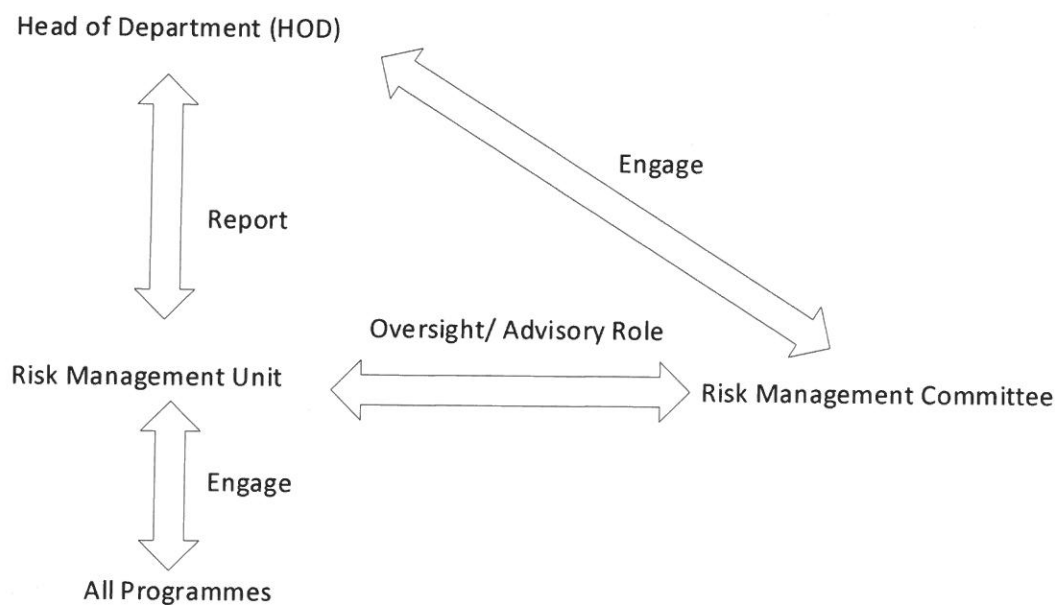 Head of Department (HOD)
Engage
Report
Oversight/ Advisory Role
Risk Management Unit
Risk Management Committee
Engage
All Programmes